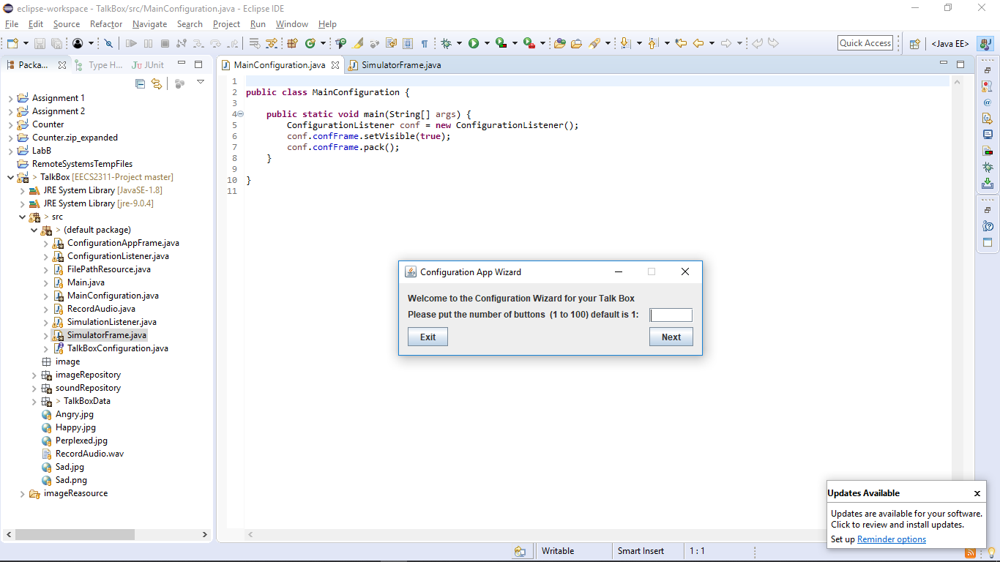 eclipse-workspace - TalkBox/src/MainConfiguration.java - Eclipse IDE
File Edit Source Refactor Navigate Search Project Run Window Help
Quick Access <Java EE>
Packa... Type H... JUnit
MainConfiguration.java SimulatorFrame.java
Assignment 1
Assignment 2
Counter
Counter.zip_expanded
LabB
RemoteSystemsTempFiles
> TalkBox [EECS2311-Project master]
JRE System Library [JavaSE-1.8]
JRE System Library [jre-9.0.4]
> src
> (default package)
ConfigurationAppFrame.java
ConfigurationListener.java
FilePathResource.java
Main.java
MainConfiguration.java
RecordAudio.java
SimulationListener.java
SimulatorFrame.java
TalkBoxConfiguration.java
image
imageRepository
soundRepository
> TalkBoxData
Angry.jpg
Happy.jpg
Perplexed.jpg
RecordAudio.wav
Sad.jpg
Sad.png
imageReasource
1
2 public class MainConfiguration {
3
4 public static void main(String[] args) {
5 ConfigurationListener conf = new ConfigurationListener();
6 conf.confFrame.setVisible(true);
7 conf.confFrame.pack();
8 }
9
10 }
11
Configuration App Wizard
Welcome to the Configuration Wizard for your Talk Box
Please put the number of buttons (1 to 100) default is 1:
Exit Next
Updates Available x
Updates are available for your software.
Click to review and install updates.
Set up Reminder options
Writable Smart Insert 1 : 1